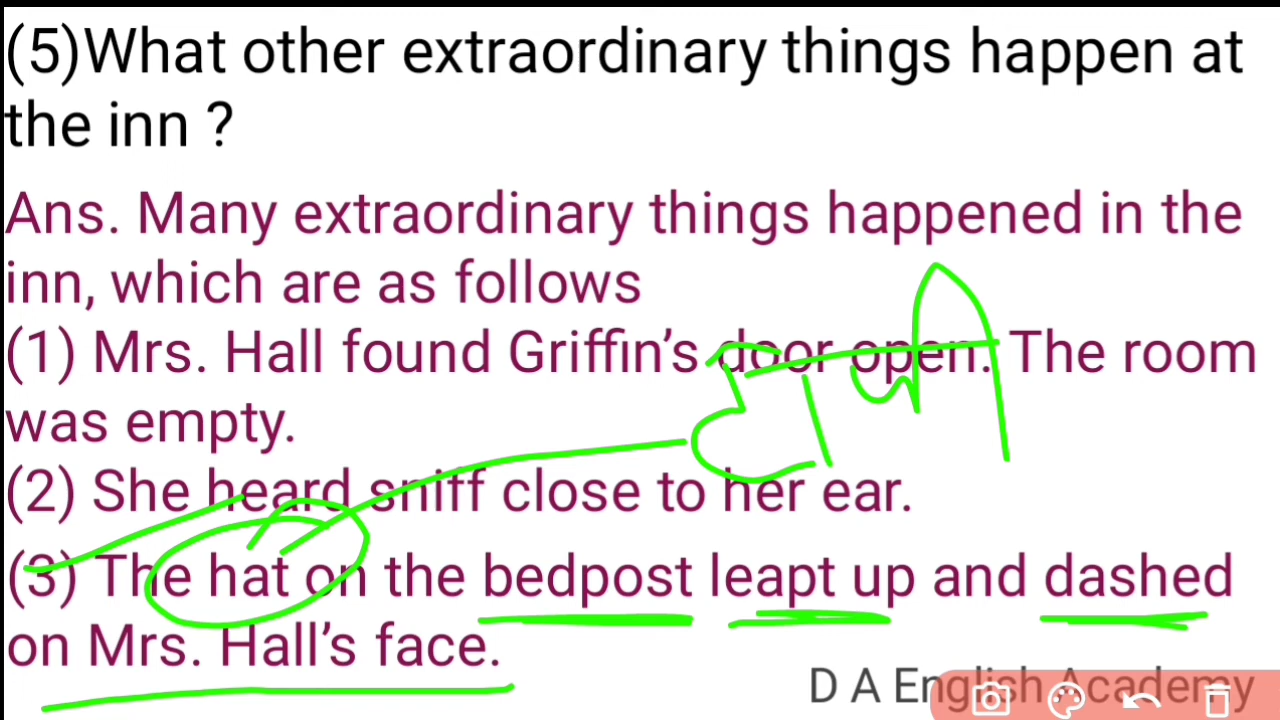 (5)What other extraordinary things happen at
the inn ?
Ans. Many extraordinary things happened in the
inn, which are as follows
(1) Mrs. Hall found Griffin's door open. The room
was empty.
(2) She heard sniff close to her ear.
(3) The hat on the bedpost leapt up and dashed
on Mrs. Hall's face.
D A English Academy